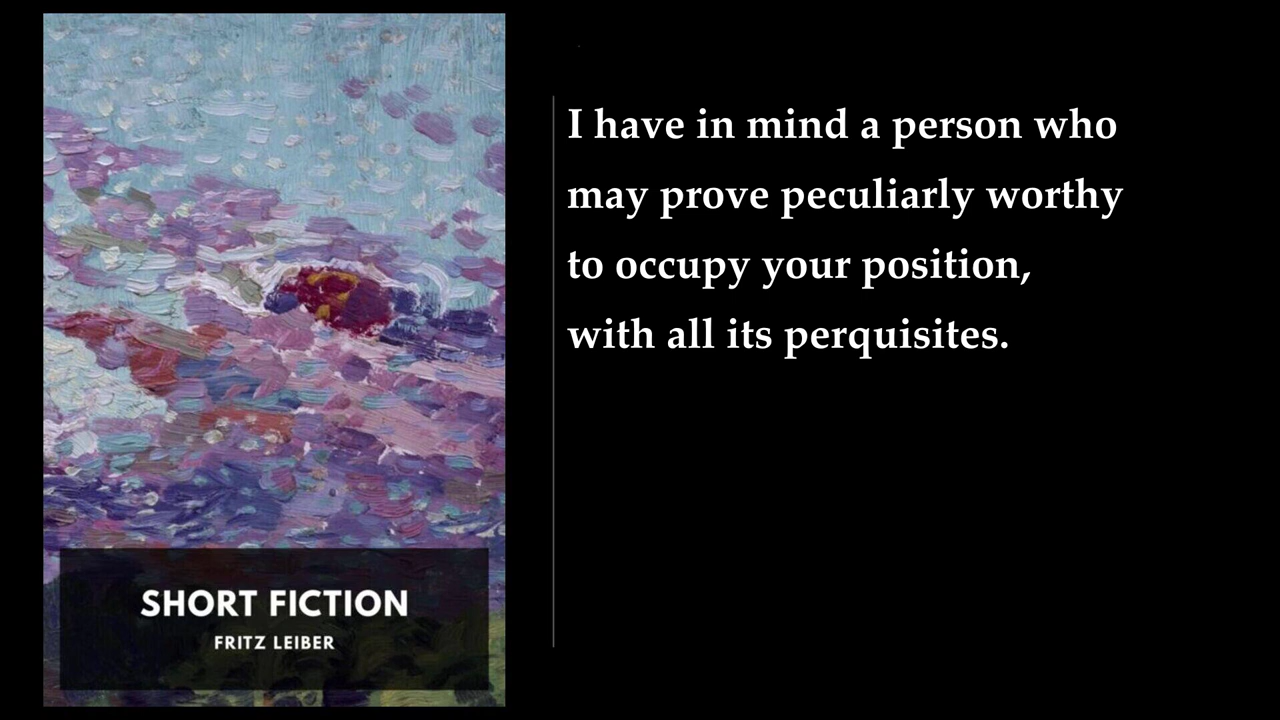 SHORT FICTION
FRITZ LEIBER
I have in mind a person who
may prove peculiarly worthy
to occupy your position,
with all its perquisites.